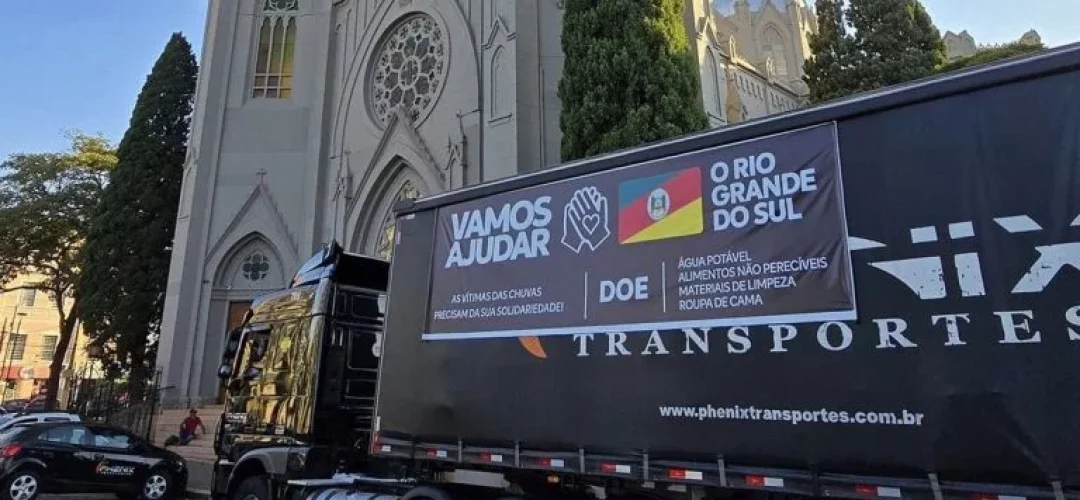 VAMOS
AJUDAR
O RIO
GRANDE
DO SUL
AS VÍTIMAS DAS CHUVAS
PRECISAM DA SUA SOLIDARIEDADE!
DOE
ÁGUA POTÁVEL
ALIMENTOS NÃO PERECÍVEIS
MATERIAIS DE LIMPEZA
ROUPA DE CAMA
TRANSPORTES
www.phenixtransportes.com.br
PHENIX